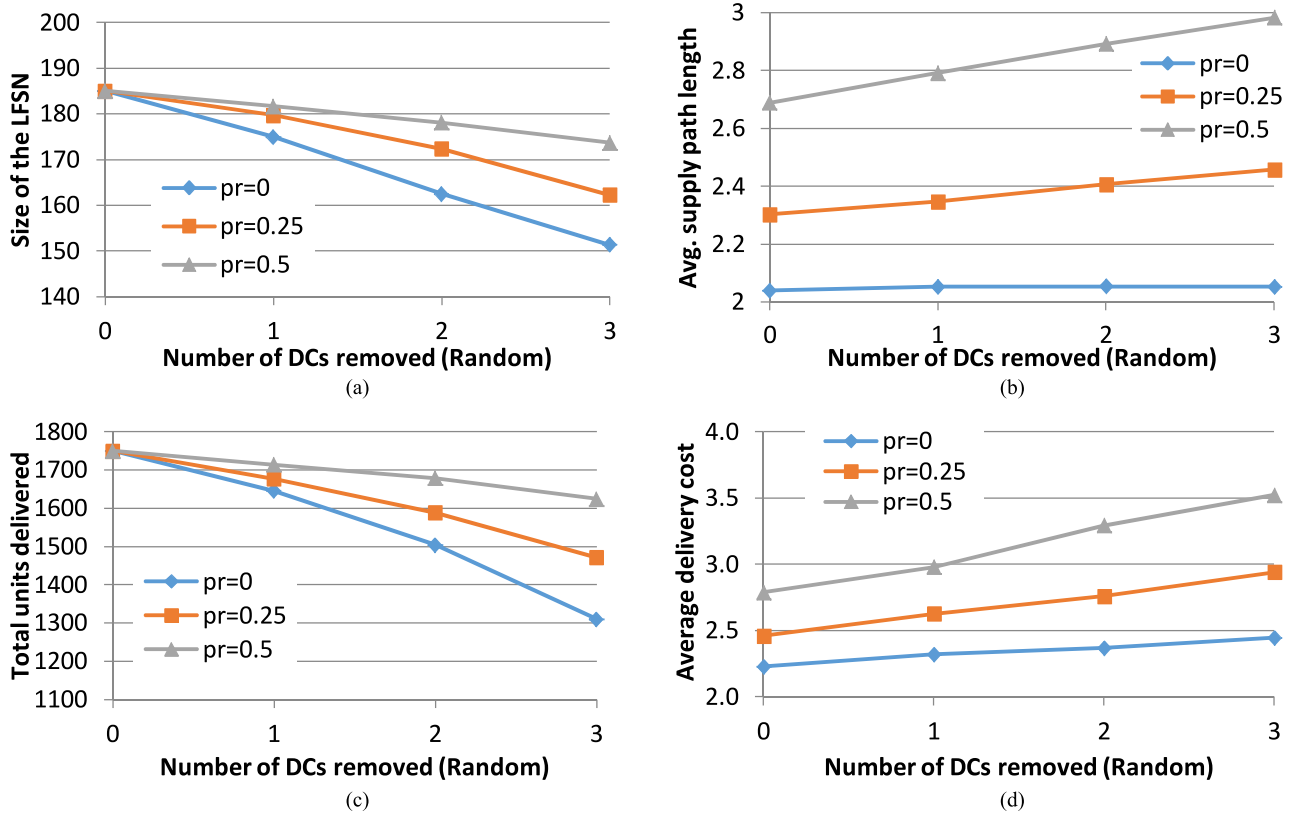 200
190
180
170
160
150
140
Size of the LFSN
pr=0
pr=0.25
pr=0.5
0 1 2 3
Number of DCs removed (Random)
(a)
3
2.8
2.6
2.4
2.2
2
Avg. supply path length
pr=0
pr=0.25
pr=0.5
0 1 2 3
Number of DCs removed (Random)
(b)
1800
1700
1600
1500
1400
1300
1200
1100
Total units delivered
pr=0
pr=0.25
pr=0.5
0 1 2 3
Number of DCs removed (Random)
(c)
4.0
3.5
3.0
2.5
2.0
Average delivery cost
pr=0
pr=0.25
pr=0.5
0 1 2 3
Number of DCs removed (Random)
(d)